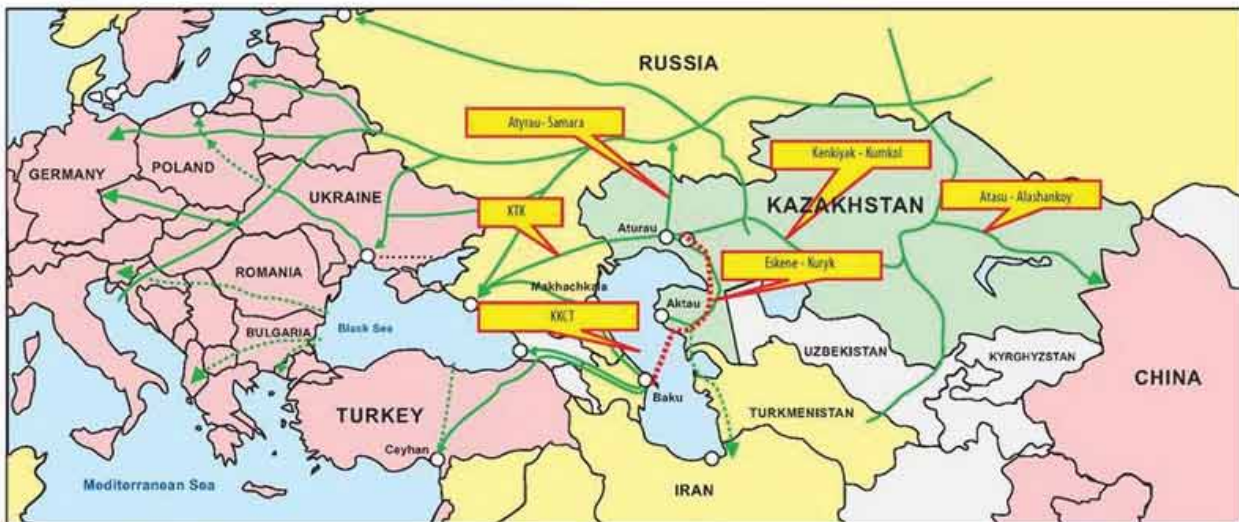 RUSSIA
Atyrau- Samara
GERMANY
POLAND
Kenkiyak - Kumkol
UKRAINE
KAZAKHSTAN
Atasu - Alashankoy
KTK
Aturau
Eskene - Kuryk
ROMANIA
Makhachkala
Aktau
KKCT
BULGARIA
Black Sea
UZBEKISTAN
KYRGHYZSTAN
CHINA
Baku
TURKEY
TURKMENISTAN
Ceyhan
Mediterranean Sea
IRAN